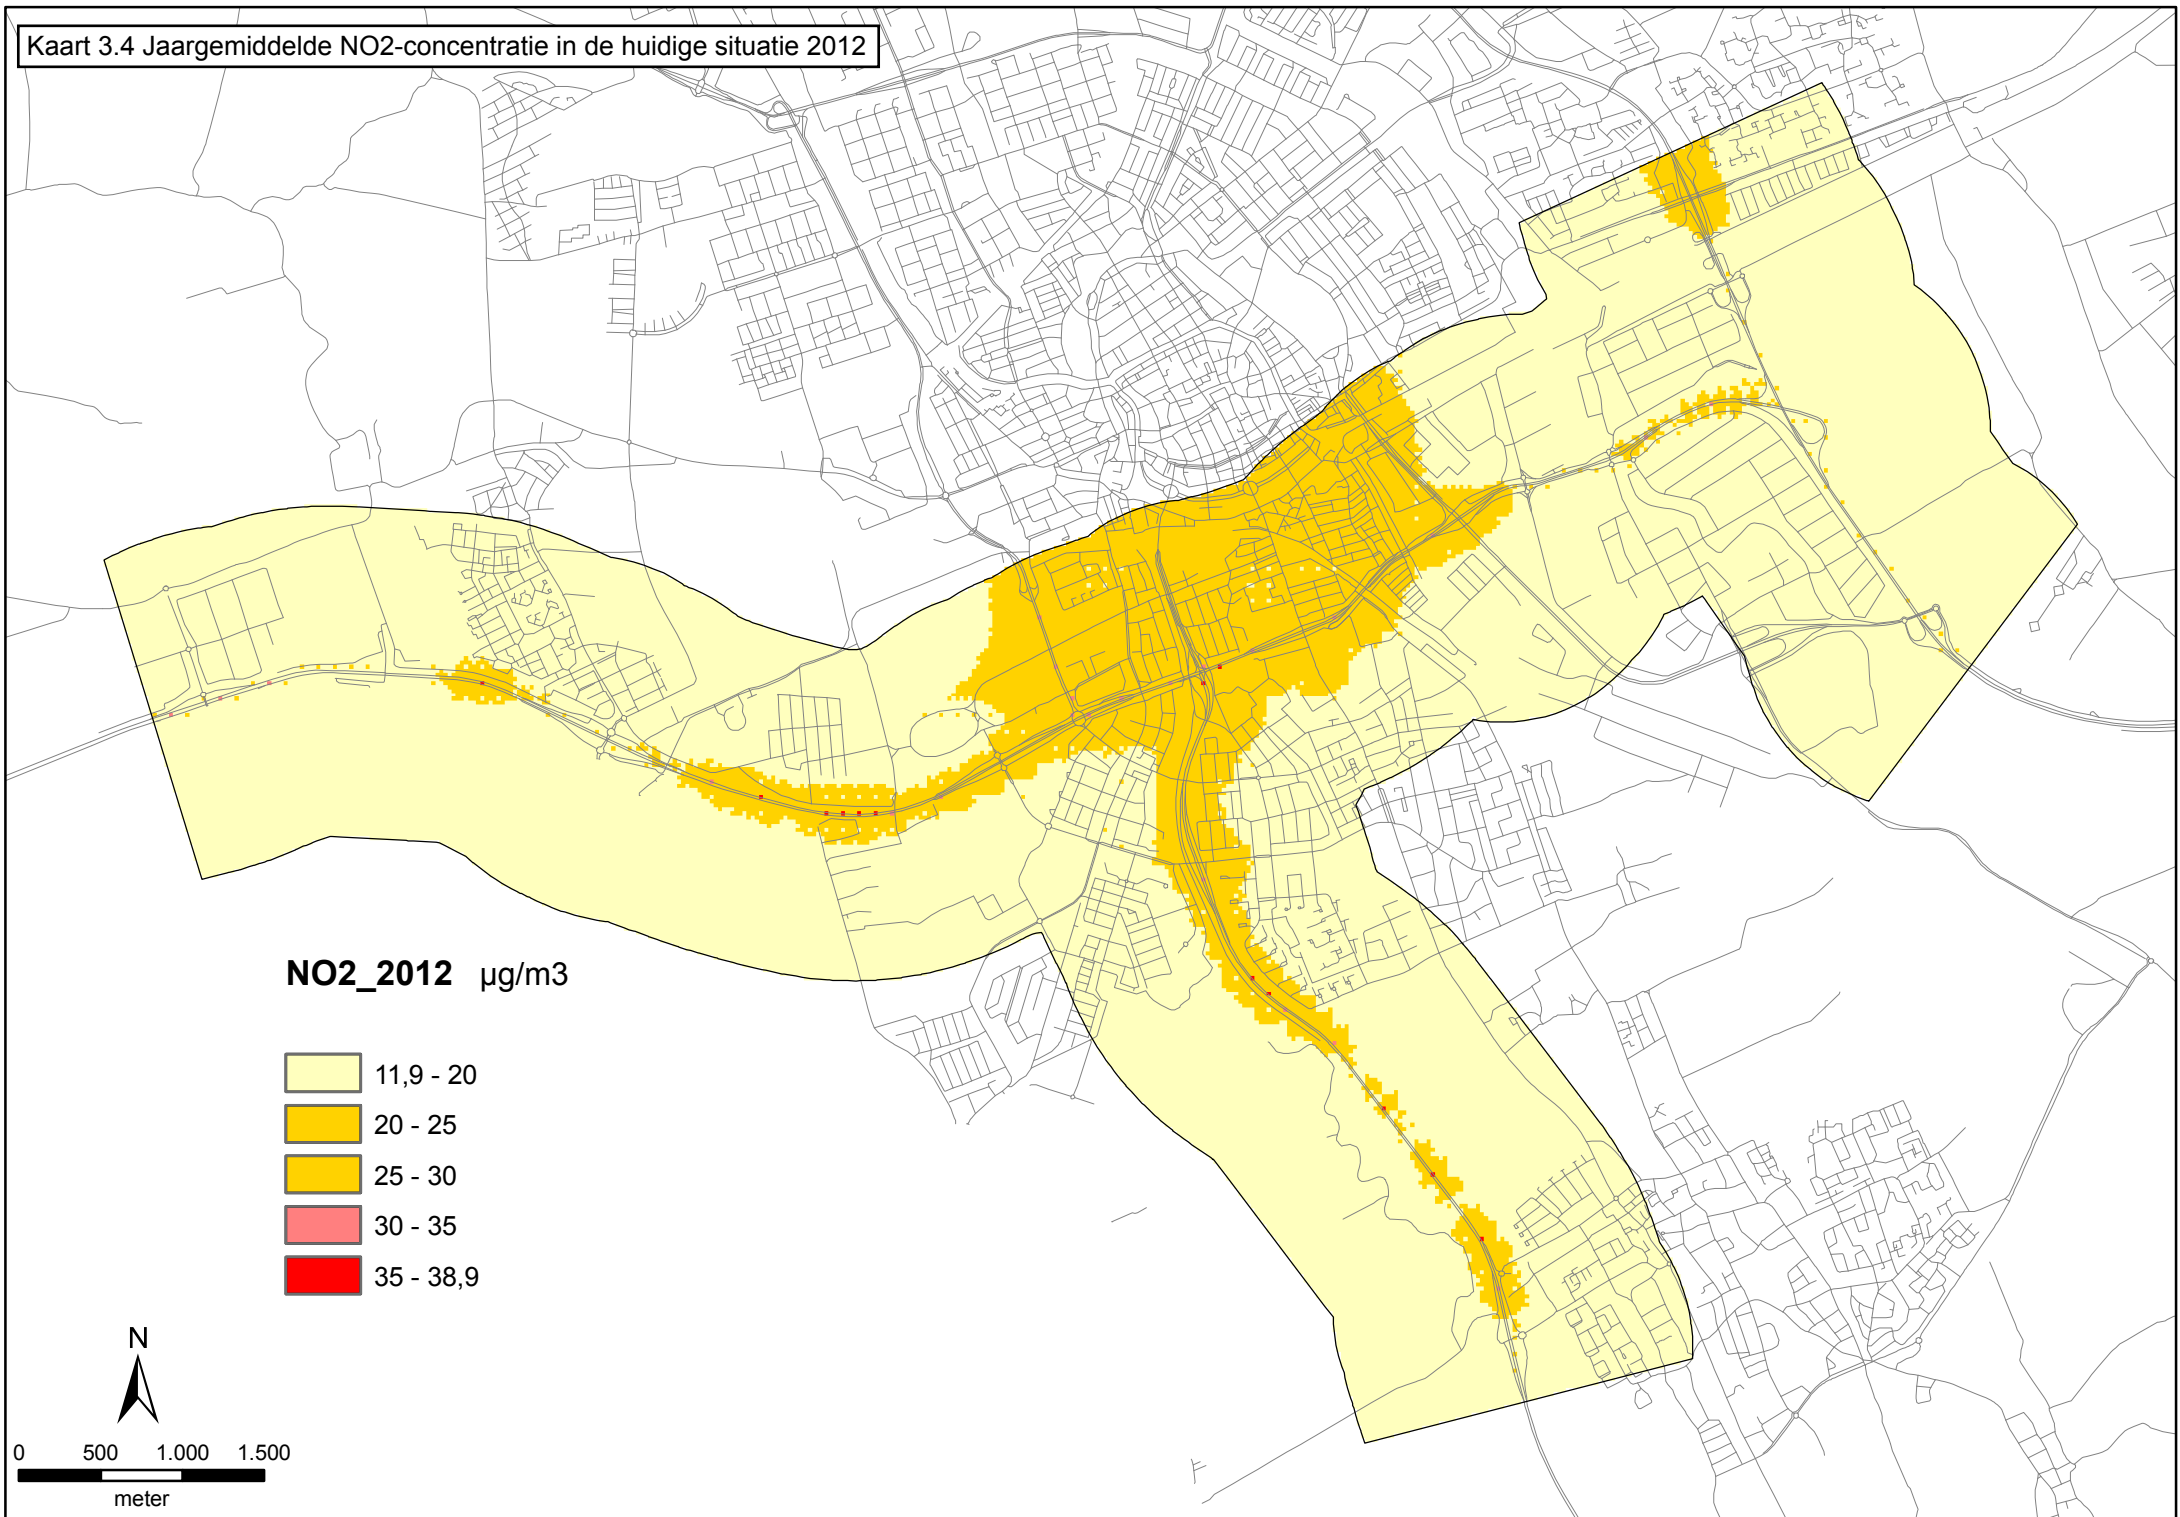 Kaart 3.4 Jaargemiddelde NO2-concentratie in de huidige situatie 2012
NO2_2012 µg/m3
11,9 - 20
20 - 25
25 - 30
30 - 35
35 - 38,9
N
0 500 1.000 1.500
meter